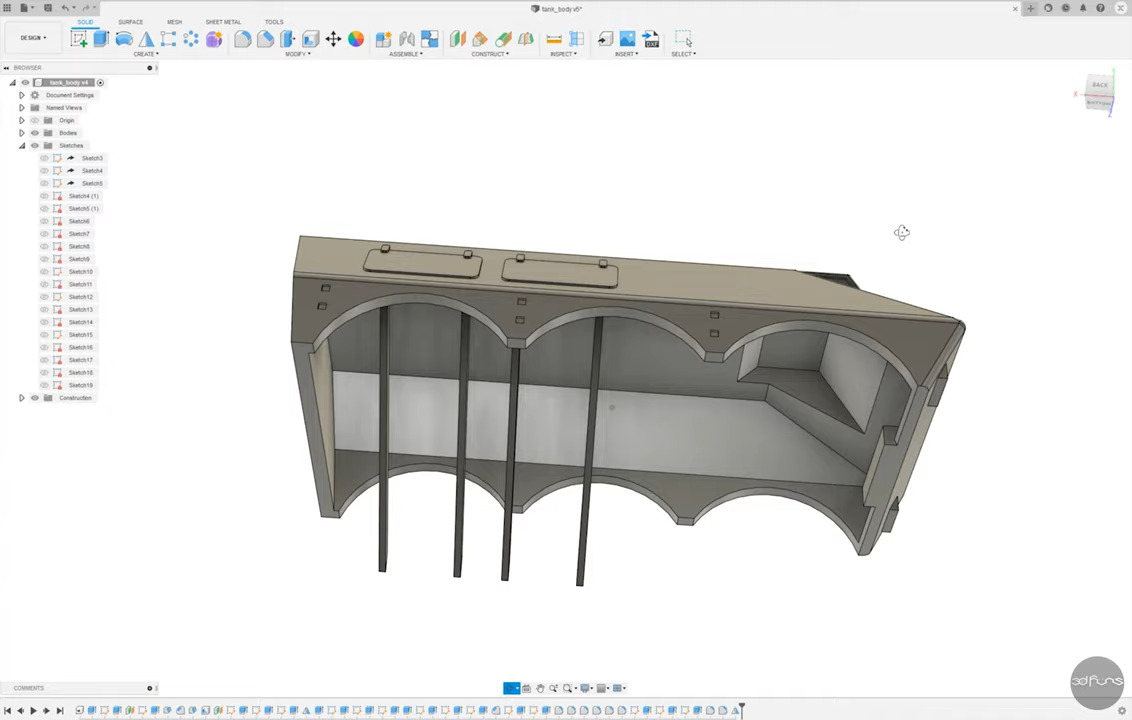 tank_body v5*
DESIGN
SOLID
SURFACE
MESH
SHEET METAL
TOOLS
CREATE
MODIFY
ASSEMBLE
CONSTRUCT
INSPECT
INSERT
SELECT
DXF
BROWSER
tank_body v4
Document Settings
Named Views
Origin
Bodies
Sketches
Sketch3
Sketch4
Sketch5
Sketch4 (1)
Sketch5 (1)
Sketch6
Sketch7
Sketch8
Sketch9
Sketch10
Sketch11
Sketch12
Sketch13
Sketch14
Sketch15
Sketch16
Sketch17
Sketch18
Sketch19
Construction
BACK
BOTTOM
X
Z
COMMENTS
3dfuns